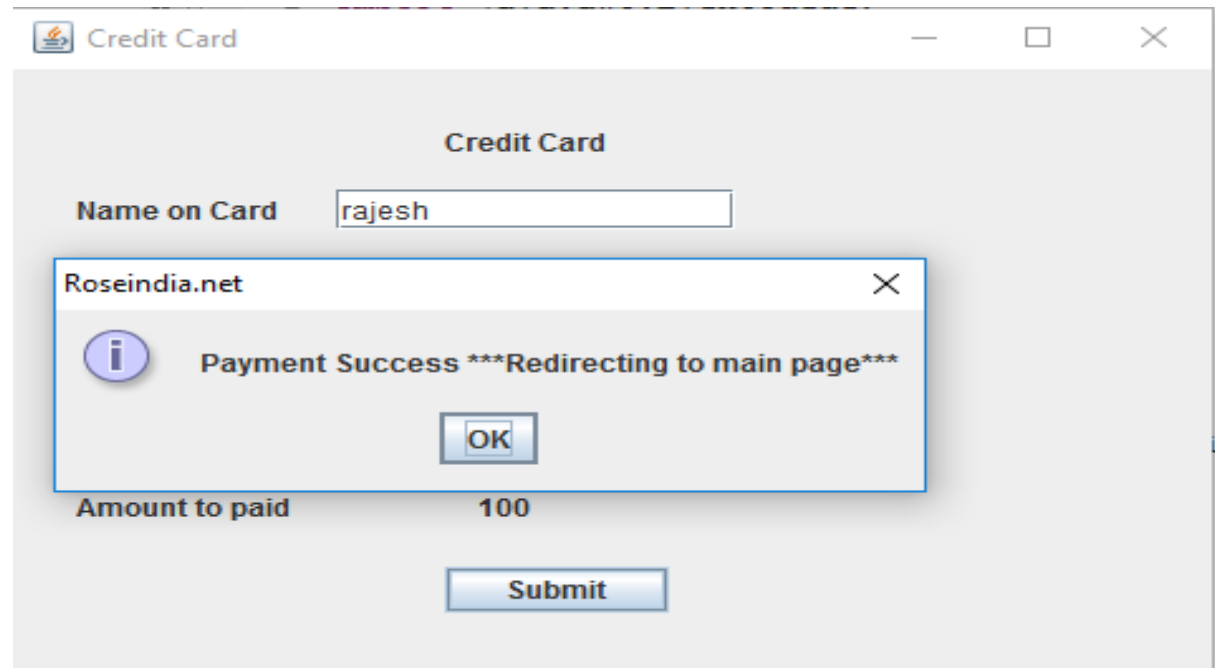 Credit Card
Credit Card
Name on Card rajesh
Roseindia.net
i
Payment Success ***Redirecting to main page***
OK
Amount to paid 100
Submit